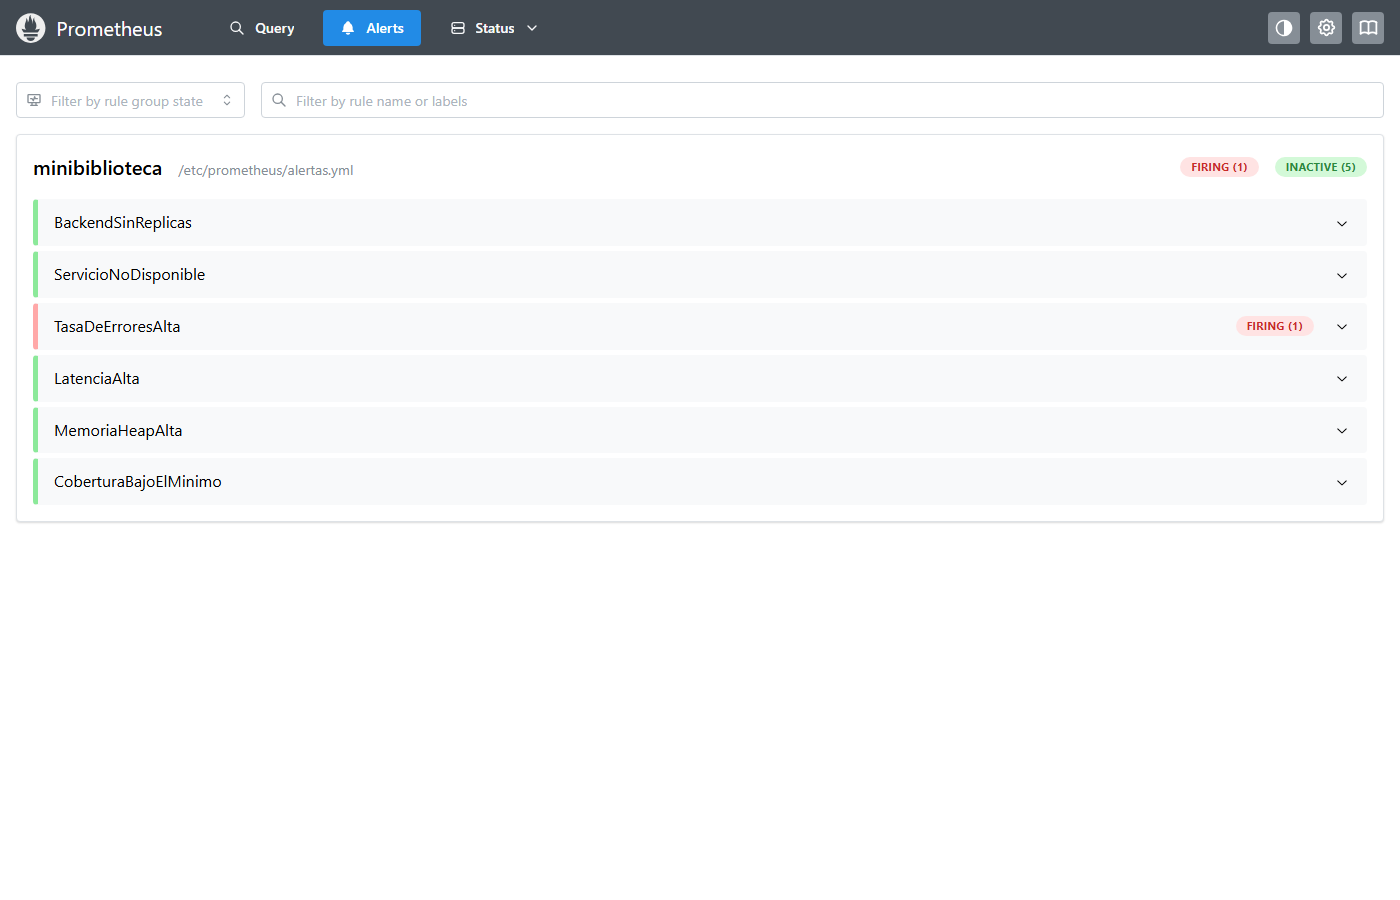 Prometheus Query Alerts Status
Filter by rule group state Filter by rule name or labels
minibiblioteca /etc/prometheus/alertas.yml FIRING (1) INACTIVE (5)
BackendSinReplicas
ServicioNoDisponible
TasaDeErroresAlta FIRING (1)
LatenciaAlta
MemoriaHeapAlta
CoberturaBajoElMinimo